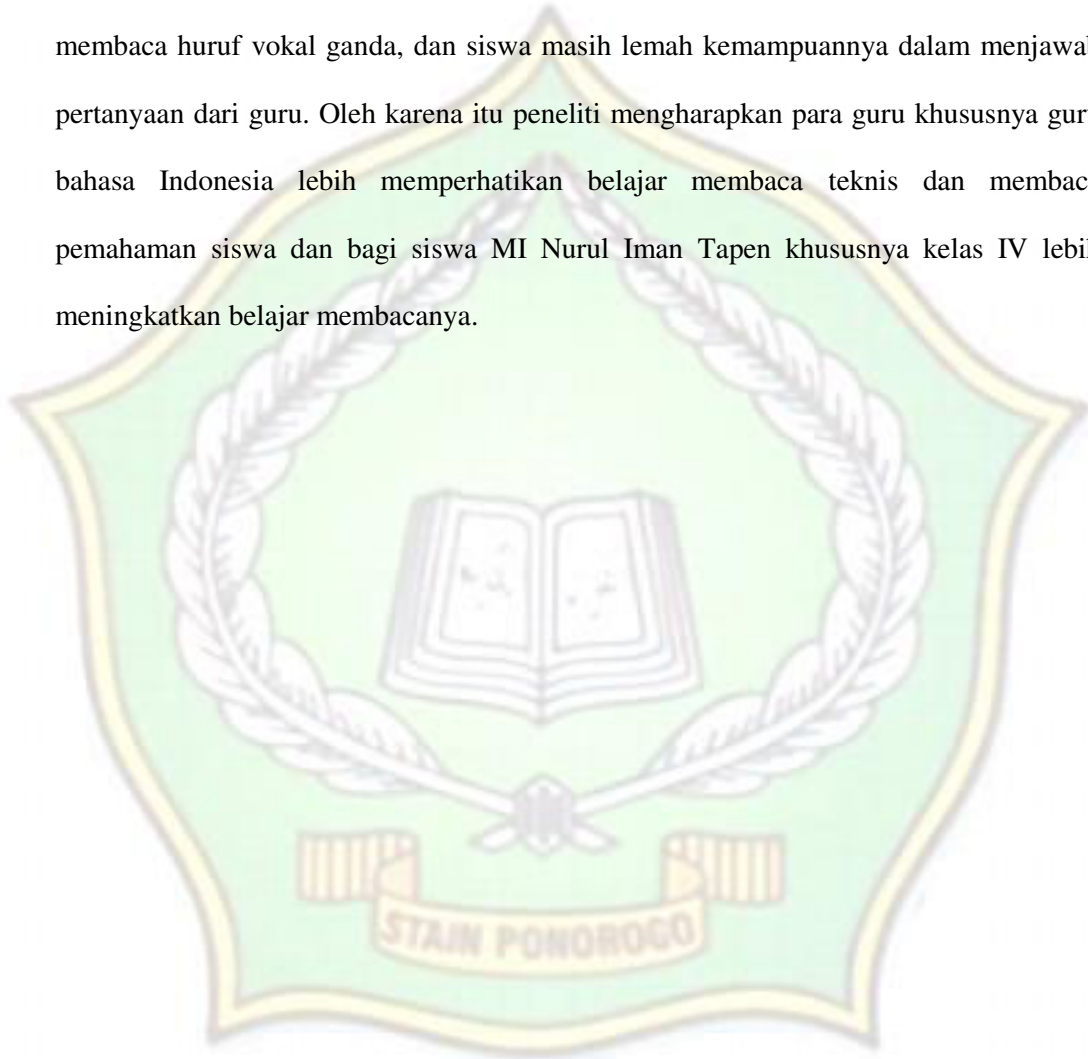 membaca huruf vokal ganda, dan siswa masih lemah kemampuannya dalam menjawab
pertanyaan dari guru. Oleh karena itu peneliti mengharapkan para guru khususnya gur
bahasa Indonesia lebih memperhatikan belajar membaca teknis dan membac
pemahaman siswa dan bagi siswa MI Nurul Iman Tapen khususnya kelas IV lebih
meningkatkan belajar membacanya.
STAIN PONOROGO